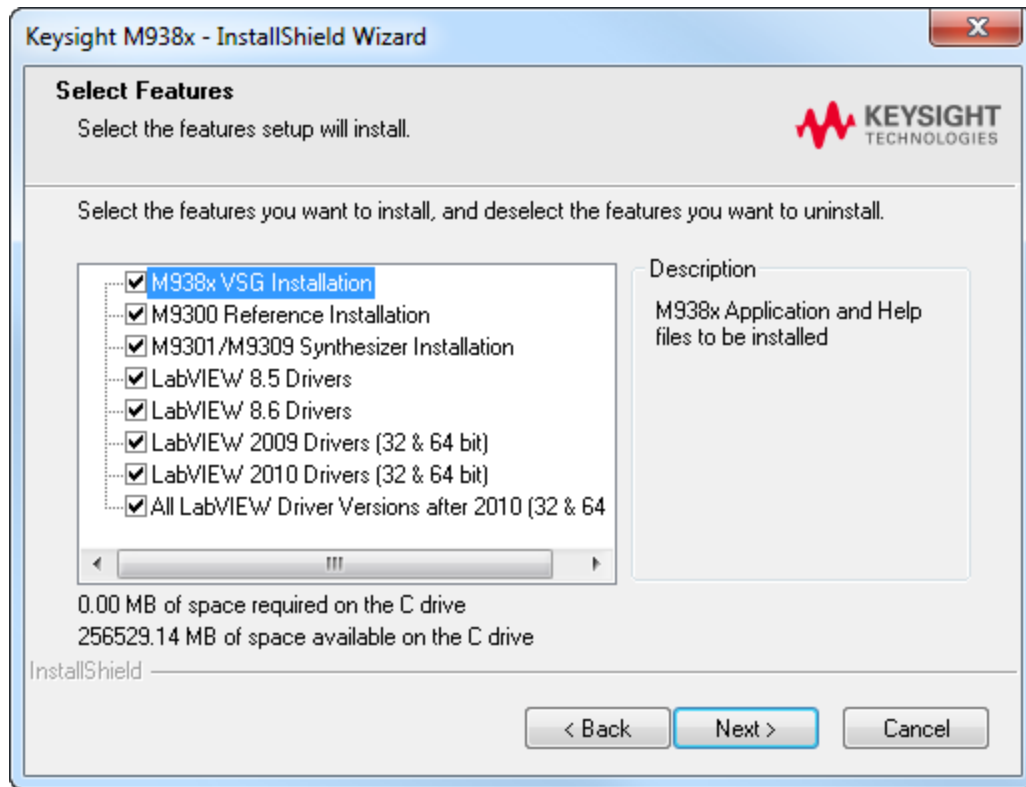 Keysight M938x - InstallShield Wizard
Select Features
Select the features setup will install.
KEYSIGHT
TECHNOLOGIES
Select the features you want to install, and deselect the features you want to uninstall.
M938x VSG Installation
M9300 Reference Installation
M9301/M9309 Synthesizer Installation
LabVIEW 8.5 Drivers
LabVIEW 8.6 Drivers
LabVIEW 2009 Drivers (32 & 64 bit)
LabVIEW 2010 Drivers (32 & 64 bit)
All LabVIEW Driver Versions after 2010 (32 & 64
Description
M938x Application and Help
files to be installed
0.00 MB of space required on the C drive
256529.14 MB of space available on the C drive
InstallShield
< Back
Next >
Cancel